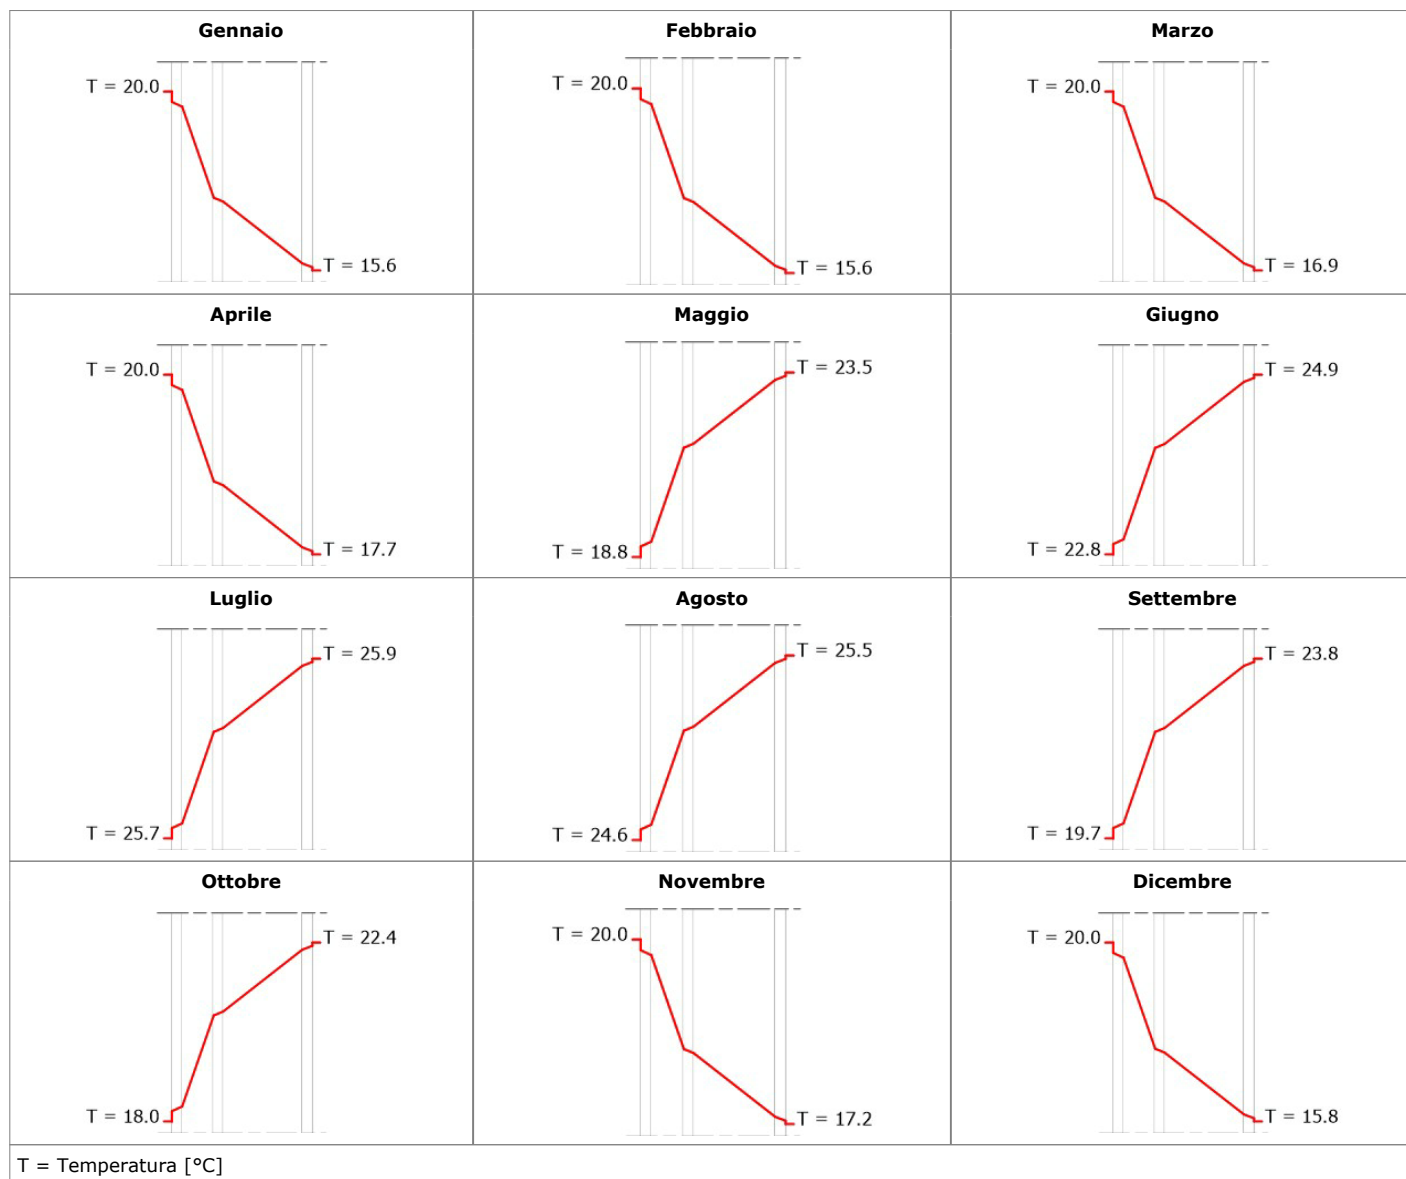 Gennaio
T = 20.0
T = 15.6
Febbraio
T = 20.0
T = 15.6
Marzo
T = 20.0
T = 16.9
Aprile
T = 20.0
T = 17.7
Maggio
T = 23.5
T = 18.8
Giugno
T = 24.9
T = 22.8
Luglio
T = 25.9
T = 25.7
Agosto
T = 25.5
T = 24.6
Settembre
T = 23.8
T = 19.7
Ottobre
T = 22.4
T = 18.0
Novembre
T = 20.0
T = 17.2
Dicembre
T = 20.0
T = 15.8
T = Temperatura [°C]